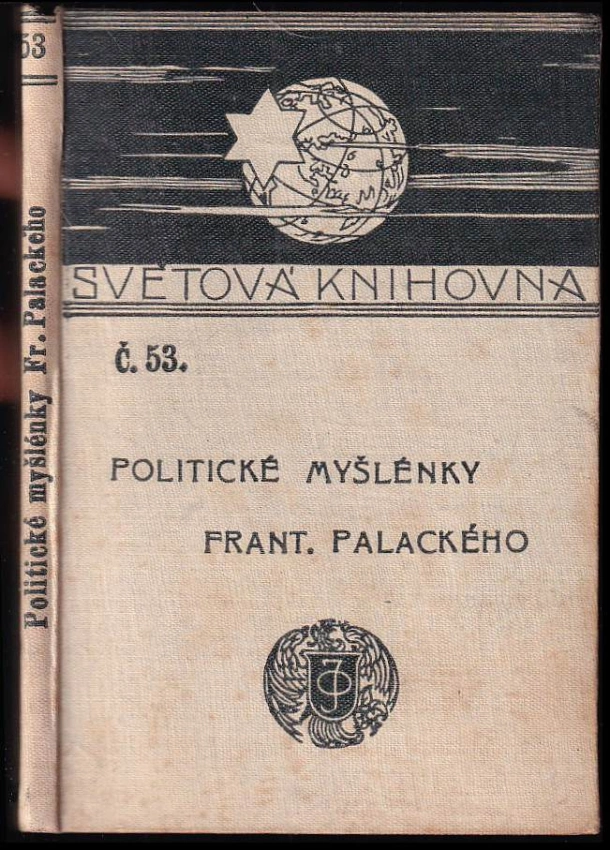 53
Politické myšlénky Fr. Palackého
SVĚTOVÁ KNIHOVNA
Č. 53.
POLITICKÉ MYŠLÉNKY
FRANT. PALACKÉHO